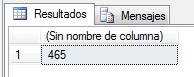 Resultados Mensajes
(Sin nombre de columna)
1 465